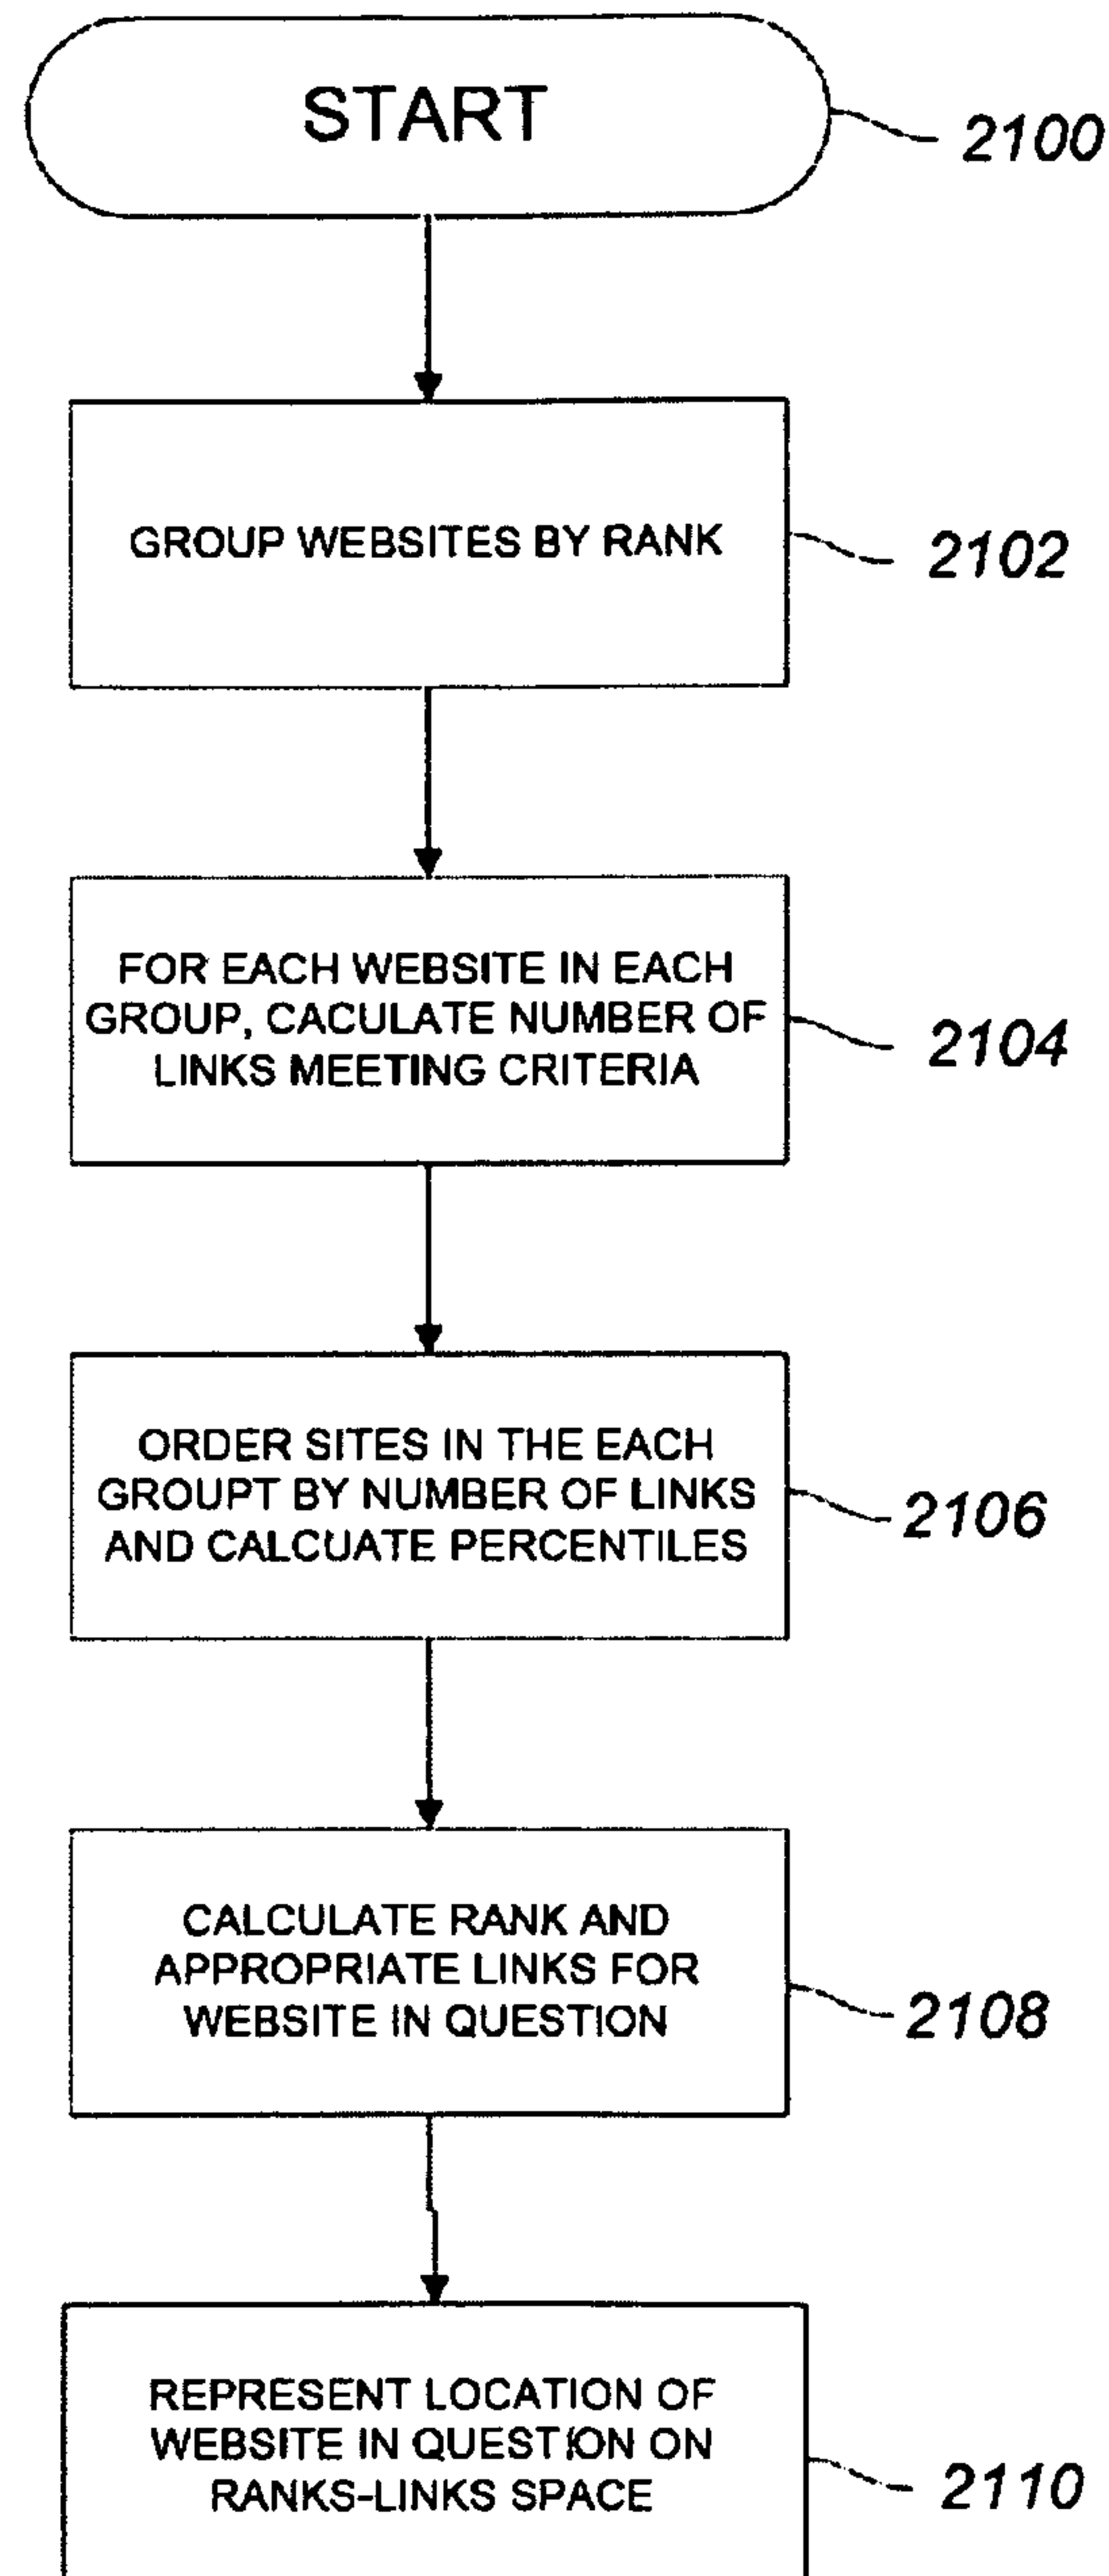 START
2100
GROUP WEBSITES BY RANK
2102
FOR EACH WEBSITE IN EACH
GROUP, CACULATE NUMBER OF
LINKS MEETING CRITERIA
2104
ORDER SITES IN THE EACH
GROUPT BY NUMBER OF LINKS
AND CALCUATE PERCENTILES
2106
CALCULATE RANK AND
APPROPRIATE LINKS FOR
WEBSITE IN QUESTION
2108
REPRESENT LOCATION OF
WEBSITE IN QUESTION ON
RANKS-LINKS SPACE
2110